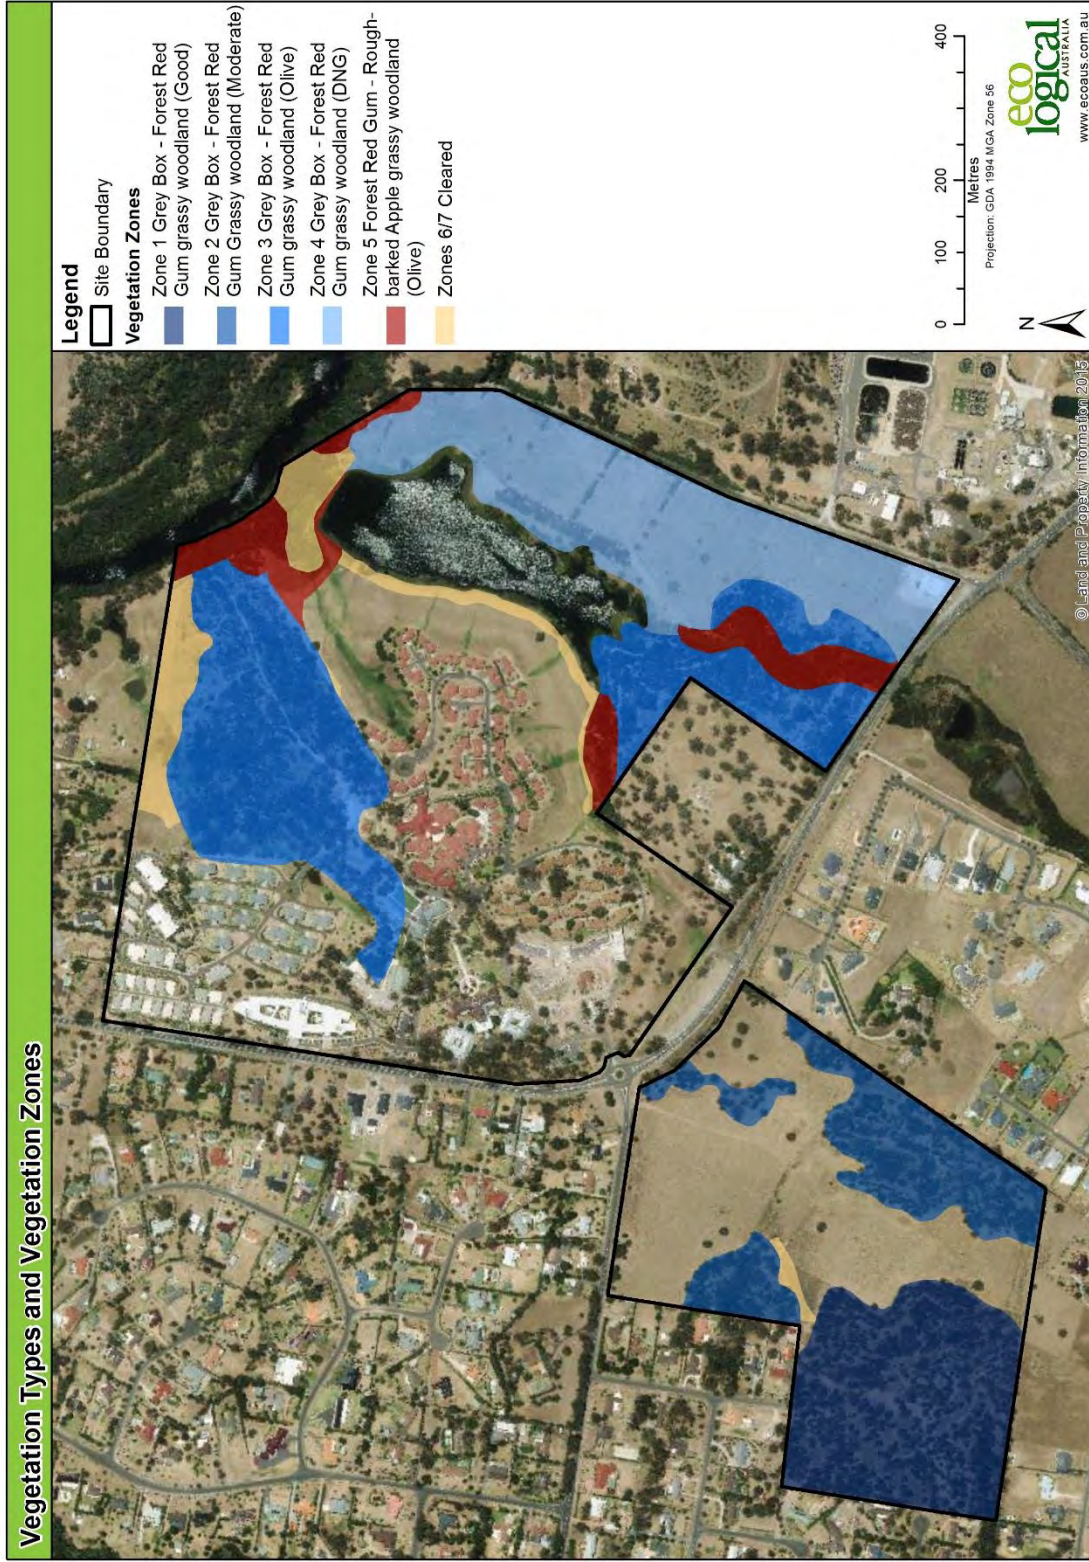 Vegetation Types and Vegetation Zones
Legend
Site Boundary
Vegetation Zones
Zone 1 Grey Box - Forest Red
Gum grassy woodland (Good)
Zone 2 Grey Box - Forest Red
Gum Grassy woodland (Moderate)
Zone 3 Grey Box - Forest Red
Gum grassy woodland (Olive)
Zone 4 Grey Box - Forest Red
Gum grassy woodland (DNG)
Zone 5 Forest Red Gum - Rough-
barked Apple grassy woodland
(Olive)
Zones 6/7 Cleared
0 100 200 400
Metres
Projection: GDA 1994 MGA Zone 56
N
eco
logical
AUSTRALIA
www.ecoaus.com.au
© Land and Property Information 2015